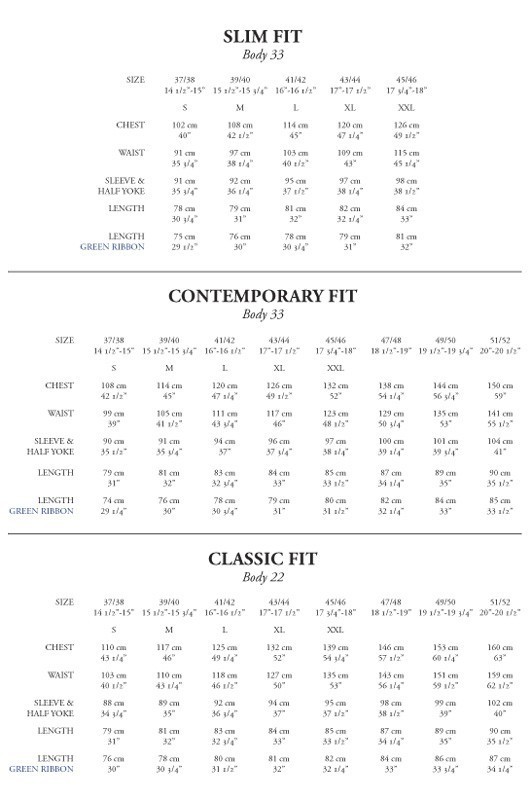 SLIM FIT
Body 33
SIZE 37/38 39/40 41/42 43/44 45/46
14 1/2"-15" 15 1/2"-15 3/4" 16"-16 1/2" 17"-17 1/2" 17 3/4"-18"
S M L XL XXL
CHEST 102 cm 108 cm 114 cm 120 cm 126 cm
40" 42 1/2" 45" 47 1/4" 49 1/2"
WAIST 91 cm 97 cm 103 cm 109 cm 115 cm
35 3/4" 38 1/4" 40 1/2" 43" 45 1/4"
SLEEVE & 91 cm 92 cm 95 cm 97 cm 98 cm
HALF YOKE 35 3/4" 36 1/4" 37 1/2" 38 1/4" 38 1/2"
LENGTH 78 cm 79 cm 81 cm 82 cm 84 cm
30 3/4" 31" 32" 32 1/4" 33"
LENGTH 75 cm 76 cm 78 cm 79 cm 81 cm
GREEN RIBBON 29 1/2" 30" 30 3/4" 31" 32"
CONTEMPORARY FIT
Body 33
SIZE 37/38 39/40 41/42 43/44 45/46 47/48 49/50 51/52
14 1/2"-15" 15 1/2"-15 3/4" 16"-16 1/2" 17"-17 1/2" 17 3/4"-18" 18 1/2"-19" 19 1/2"-19 3/4" 20"-20 1/2"
S M L XL XXL
CHEST 108 cm 114 cm 120 cm 126 cm 132 cm 138 cm 144 cm 150 cm
42 1/2" 45" 47 1/4" 49 1/2" 52" 54 1/4" 56 3/4" 59"
WAIST 99 cm 105 cm 111 cm 117 cm 123 cm 129 cm 135 cm 141 cm
39" 41 1/2" 43 3/4" 46" 48 1/2" 50 3/4" 53" 55 1/2"
SLEEVE & 90 cm 91 cm 94 cm 96 cm 97 cm 100 cm 101 cm 104 cm
HALF YOKE 35 1/2" 35 3/4" 37" 37 3/4" 38 1/4" 39 1/4" 39 3/4" 41"
LENGTH 79 cm 81 cm 83 cm 84 cm 85 cm 87 cm 89 cm 90 cm
31" 32" 32 3/4" 33" 33 1/2" 34 1/4" 35" 35 1/2"
LENGTH 74 cm 76 cm 78 cm 79 cm 80 cm 82 cm 84 cm 85 cm
GREEN RIBBON 29 1/4" 30" 30 3/4" 31" 31 1/2" 32 1/4" 33" 33 1/2"
CLASSIC FIT
Body 22
SIZE 37/38 39/40 41/42 43/44 45/46 47/48 49/50 51/52
14 1/2"-15" 15 1/2"-15 3/4" 16"-16 1/2" 17"-17 1/2" 17 3/4"-18" 18 1/2"-19" 19 1/2"-19 3/4" 20"-20 1/2"
S M L XL XXL
CHEST 110 cm 117 cm 125 cm 132 cm 139 cm 146 cm 153 cm 160 cm
43 1/4" 46" 49 1/4" 52" 54 3/4" 57 1/2" 60 1/4" 63"
WAIST 103 cm 110 cm 118 cm 127 cm 135 cm 143 cm 151 cm 159 cm
40 1/2" 43 1/4" 46 1/2" 50" 53" 56 1/4" 59 1/2" 62 1/2"
SLEEVE & 88 cm 89 cm 92 cm 94 cm 95 cm 98 cm 99 cm 102 cm
HALF YOKE 34 3/4" 35" 36 1/4" 37" 37 1/2" 38 1/2" 39" 40"
LENGTH 79 cm 81 cm 83 cm 84 cm 85 cm 87 cm 89 cm 90 cm
31" 32" 32 3/4" 33" 33 1/2" 34 1/4" 35" 35 1/2"
LENGTH 76 cm 78 cm 80 cm 81 cm 82 cm 84 cm 86 cm 87 cm
GREEN RIBBON 30" 30 3/4" 31 1/2" 32" 32 1/4" 33" 33 3/4" 34 1/4"